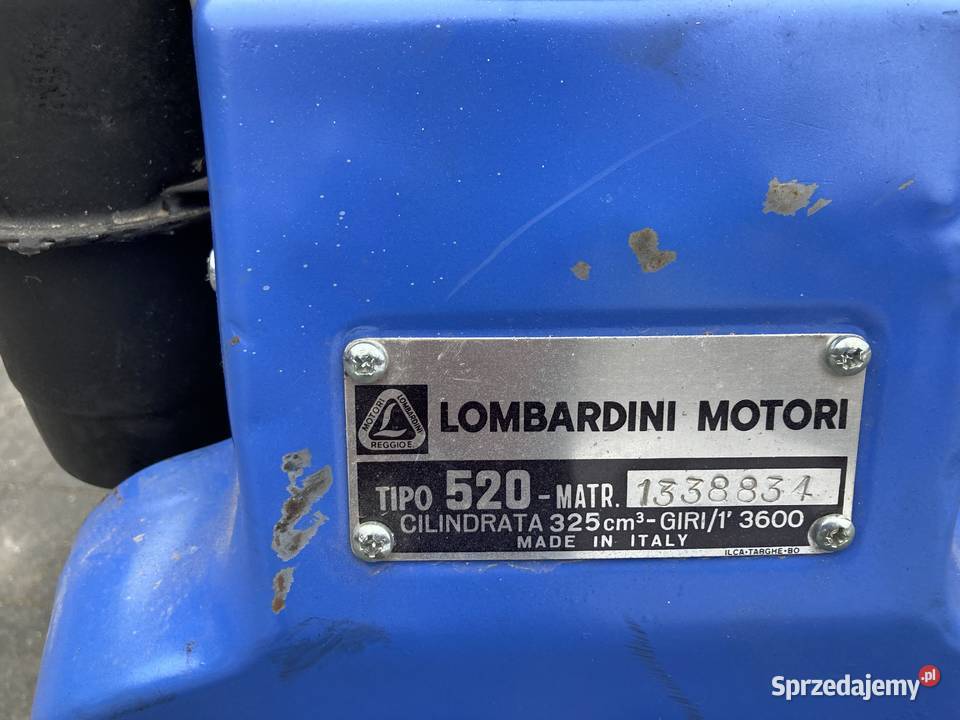 MOTORI LOMBARDINI
REGGIO E.
LOMBARDINI MOTORI
TIPO 520-MATR. 1338834
CILINDRATA 325 cm³-GIRI/1' 3600
MADE IN ITALY
ILCA-TARGHE-BO
Sprzedajemy.pl